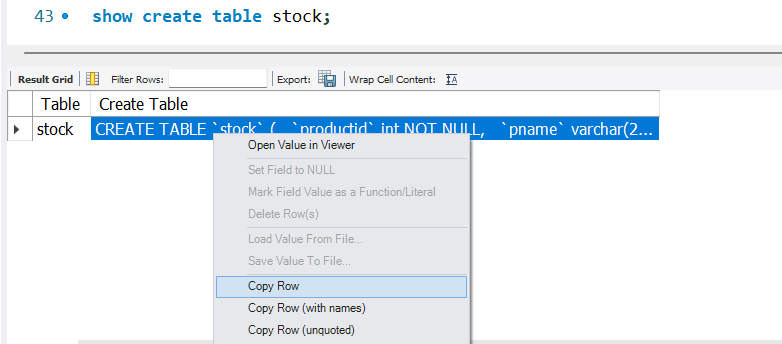 43 show create table stock;
Result Grid Filter Rows: Export: Wrap Cell Content: IA
Table Create Table
stock CREATE TABLE `stock` ( `productid` int NOT NULL, `pname` varchar(2...
Open Value in Viewer
Set Field to NULL
Mark Field Value as a Function/Literal
Delete Row(s)
Load Value From File...
Save Value To File...
Copy Row
Copy Row (with names)
Copy Row (unquoted)